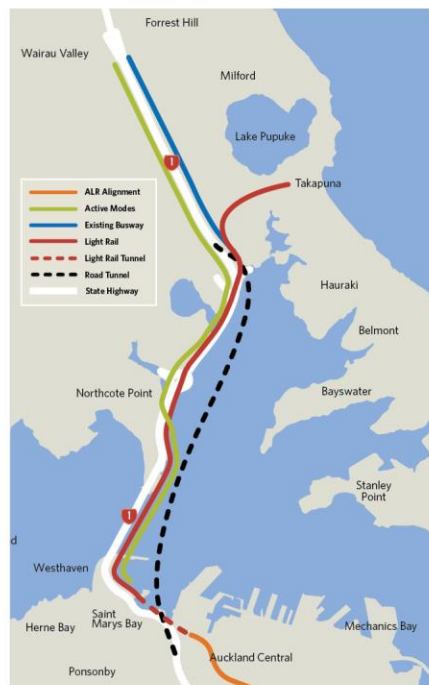 Forrest Hill
Wairau Valley
Milford
Lake Pupuke
1
Takapuna
ALR Alignment
Active Modes
Existing Busway
Light Rail
Light Rail Tunnel
Road Tunnel
State Highway
Hauraki
Belmont
Northcote Point
Bayswater
Stanley
Point
1
d
Westhaven
Saint
Marys Bay
Herne Bay
Mechanics Bay
Auckland Central
Ponsonby